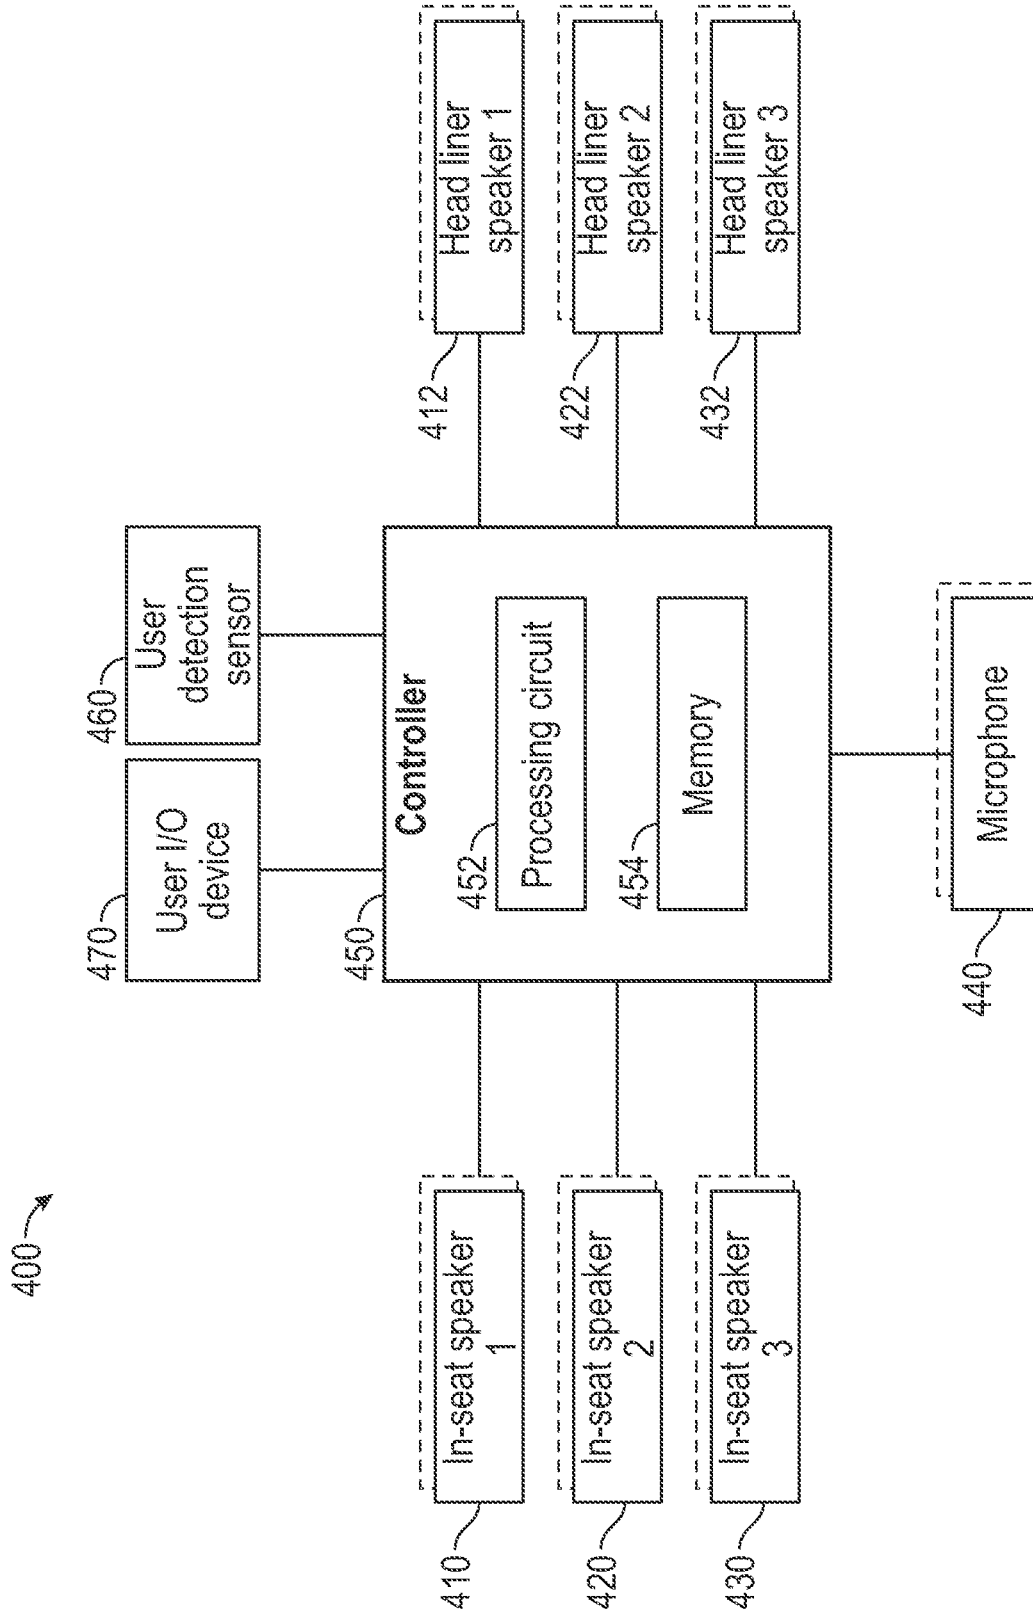 400
470
User I/O
device
460
User
detection
sensor
450
Controller
452
Processing circuit
454
Memory
410
In-seat speaker
1
420
In-seat speaker
2
430
In-seat speaker
3
412
Head liner
speaker 1
422
Head liner
speaker 2
432
Head liner
speaker 3
440
Microphone